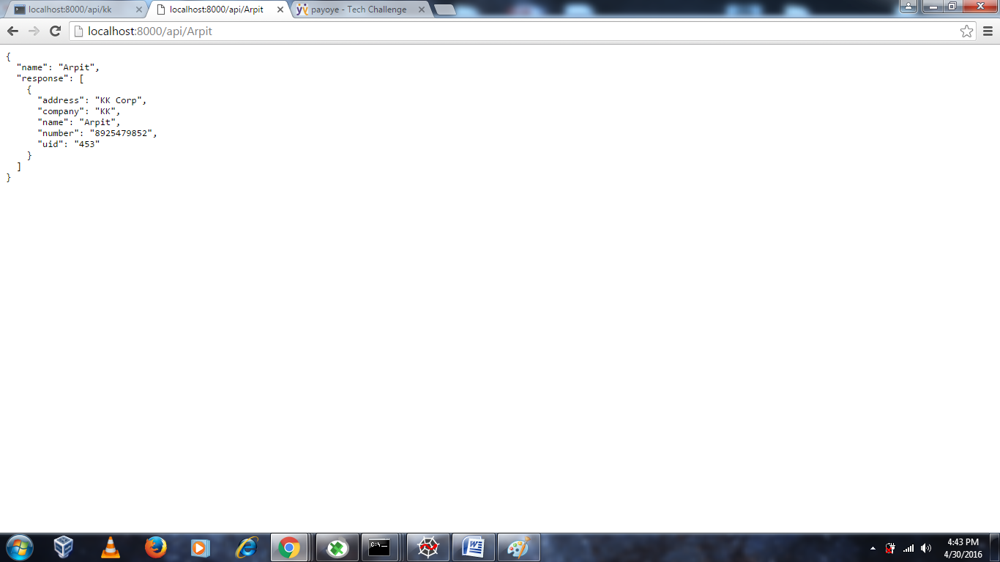 localhost:8000/api/kk
localhost:8000/api/Arpit
payoye - Tech Challenge
localhost:8000/api/Arpit
{
  "name": "Arpit",
  "response": [
    {
      "address": "KK Corp",
      "company": "KK",
      "name": "Arpit",
      "number": "8925479852",
      "uid": "453"
    }
  ]
}
C:\
W
4:43 PM
4/30/2016